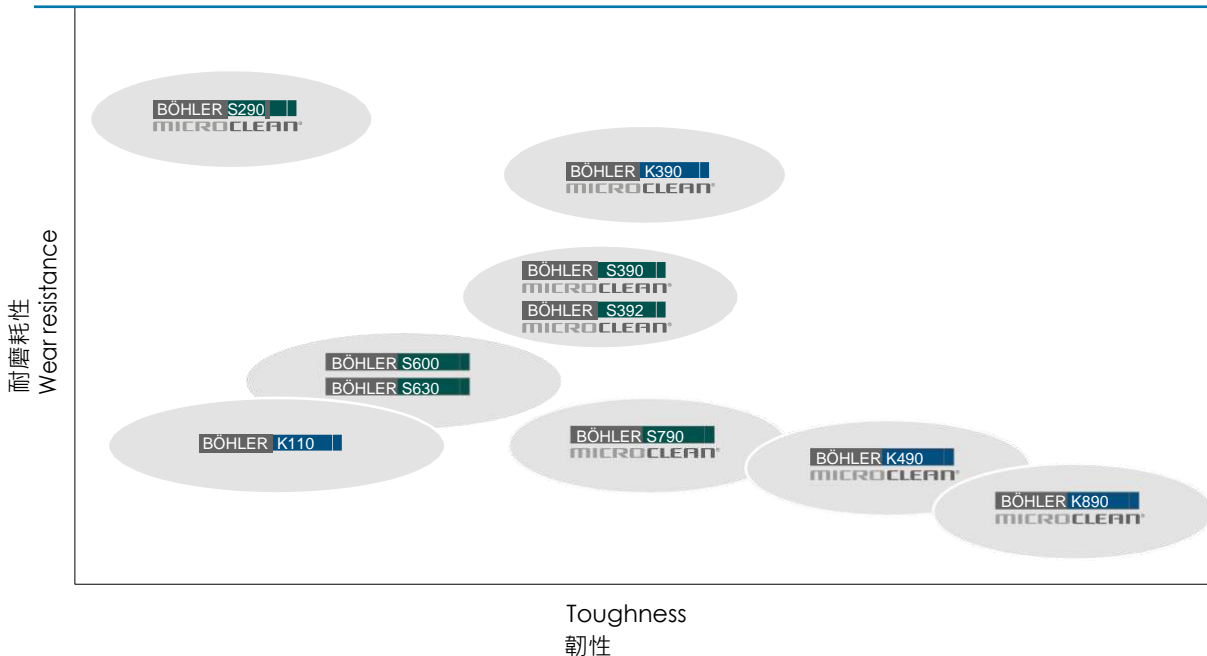 BÖHLER S290
MICROCLEAN®
BÖHLER K390
MICROCLEAN®
BÖHLER S390
MICROCLEAN®
BÖHLER S392
MICROCLEAN®
BÖHLER S600
BÖHLER S630
BÖHLER K110
BÖHLER S790
MICROCLEAN®
BÖHLER K490
MICROCLEAN®
BÖHLER K890
MICROCLEAN®
耐磨耗性
Wear resistance
Toughness
韌性